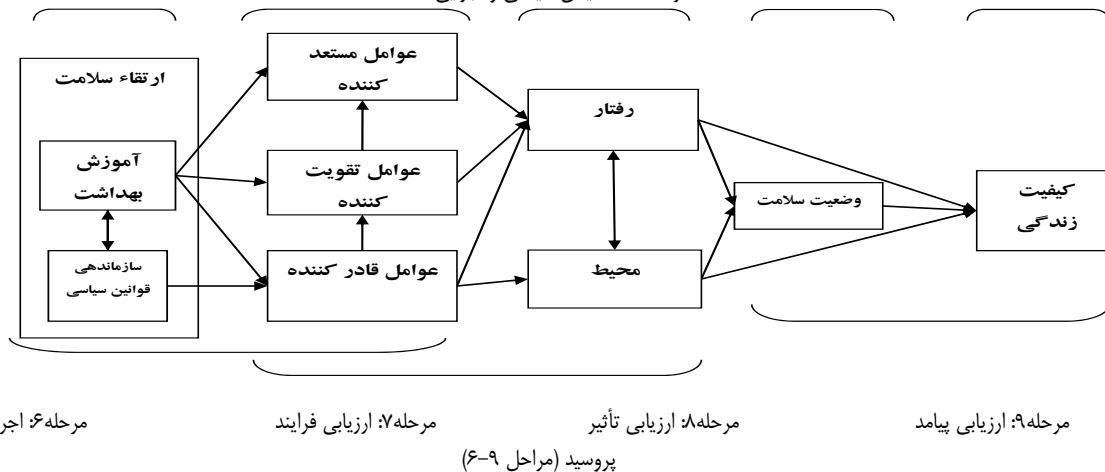 ارتقاء سلامت
آموزش
بهداشت
سازماندهی
قوانین سیاسی
عوامل مستعد
کننده
عوامل تقویت
کننده
عوامل قادر کننده
رفتار
محیط
وضعیت سلامت
کیفیت
زندگی
مرحله۶: اجر
مرحله۷: ارزیابی فرایند
مرحله۸: ارزیابی تأثیر
مرحله۹: ارزیابی پیامد
پروسید (مراحل ۹-۶)